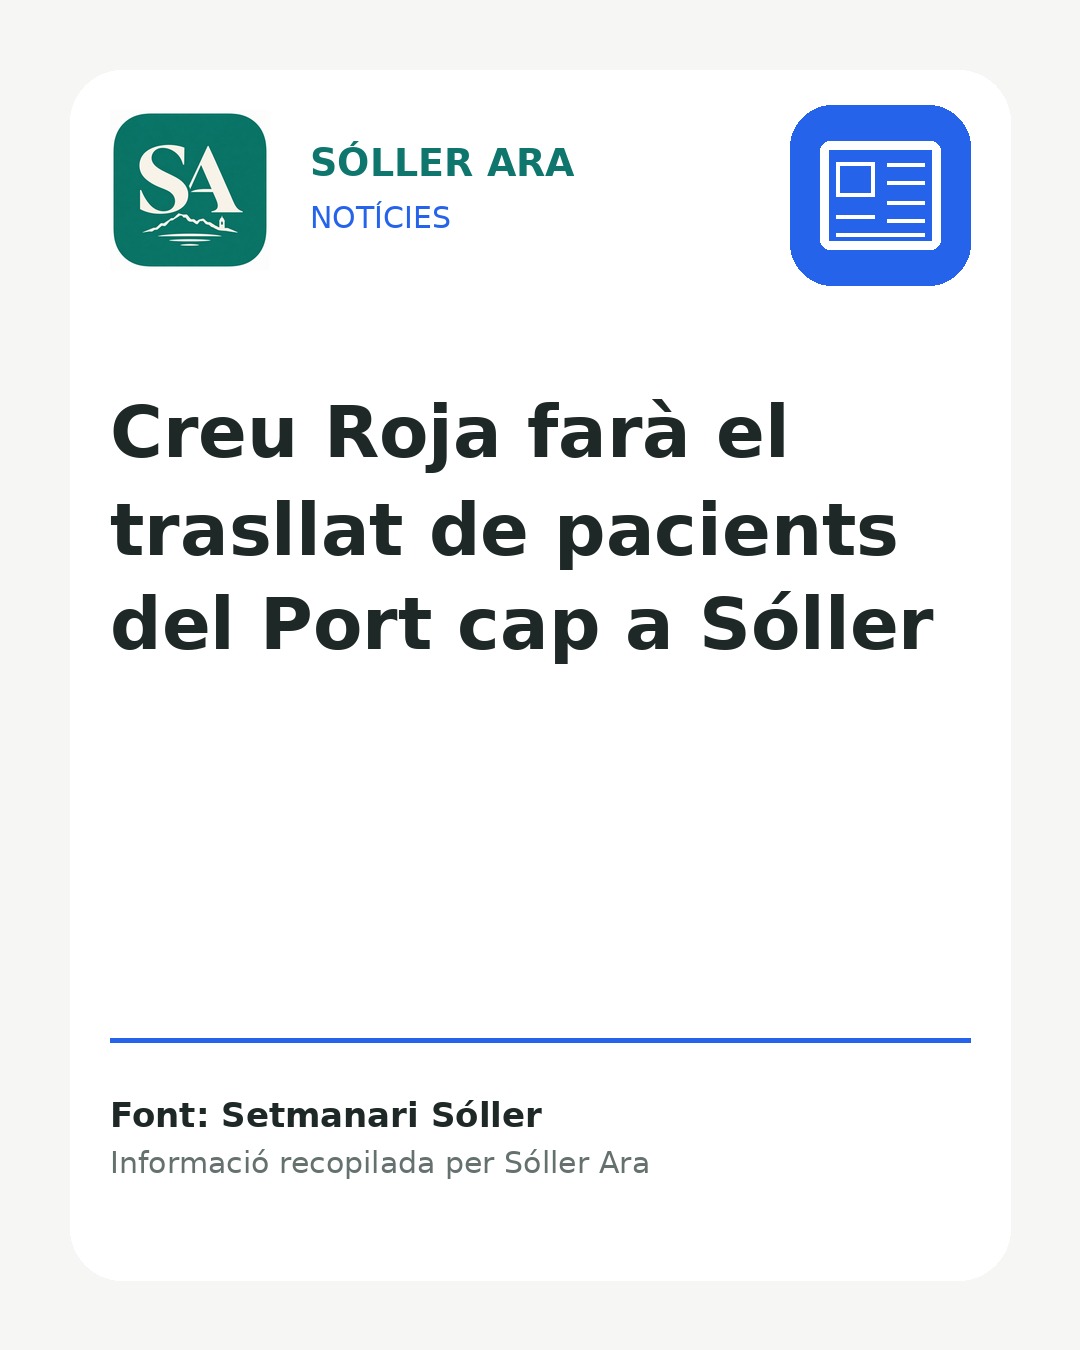 SA
SÓLLER ARA
NOTÍCIES
Creu Roja farà el
trasllat de pacients
del Port cap a Sóller
Font: Setmanari Sóller
Informació recopilada per Sóller Ara